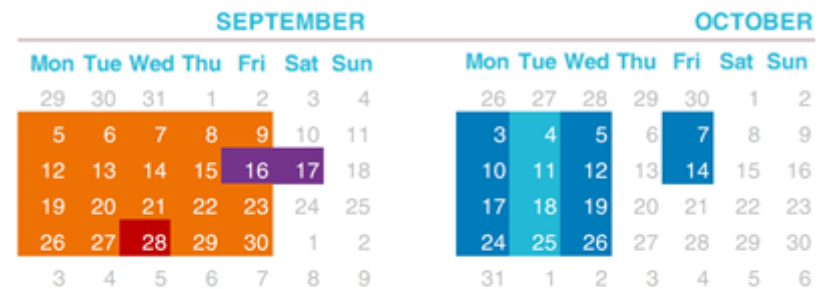 SEPTEMBER OCTOBER
Mon Tue Wed Thu Fri Sat Sun Mon Tue Wed Thu Fri Sat Sun
29 30 31 1 2 3 4 26 27 28 29 30 1 2
5 6 7 8 9 10 11 3 4 5 6 7 8 9
12 13 14 15 16 17 18 10 11 12 13 14 15 16
19 20 21 22 23 24 25 17 18 19 20 21 22 23
26 27 28 29 30 1 2 24 25 26 27 28 29 30
3 4 5 6 7 8 9 31 1 2 3 4 5 6